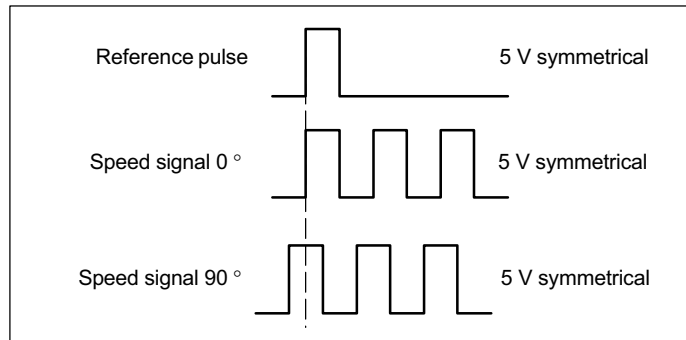 Reference pulse 5 V symmetrical
Speed signal 0 ° 5 V symmetrical
Speed signal 90 ° 5 V symmetrical